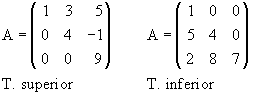 1 3 5 1 0 0
A = 0 4 −1 A = 5 4 0
0 0 9 2 8 7
T. superior T. inferior